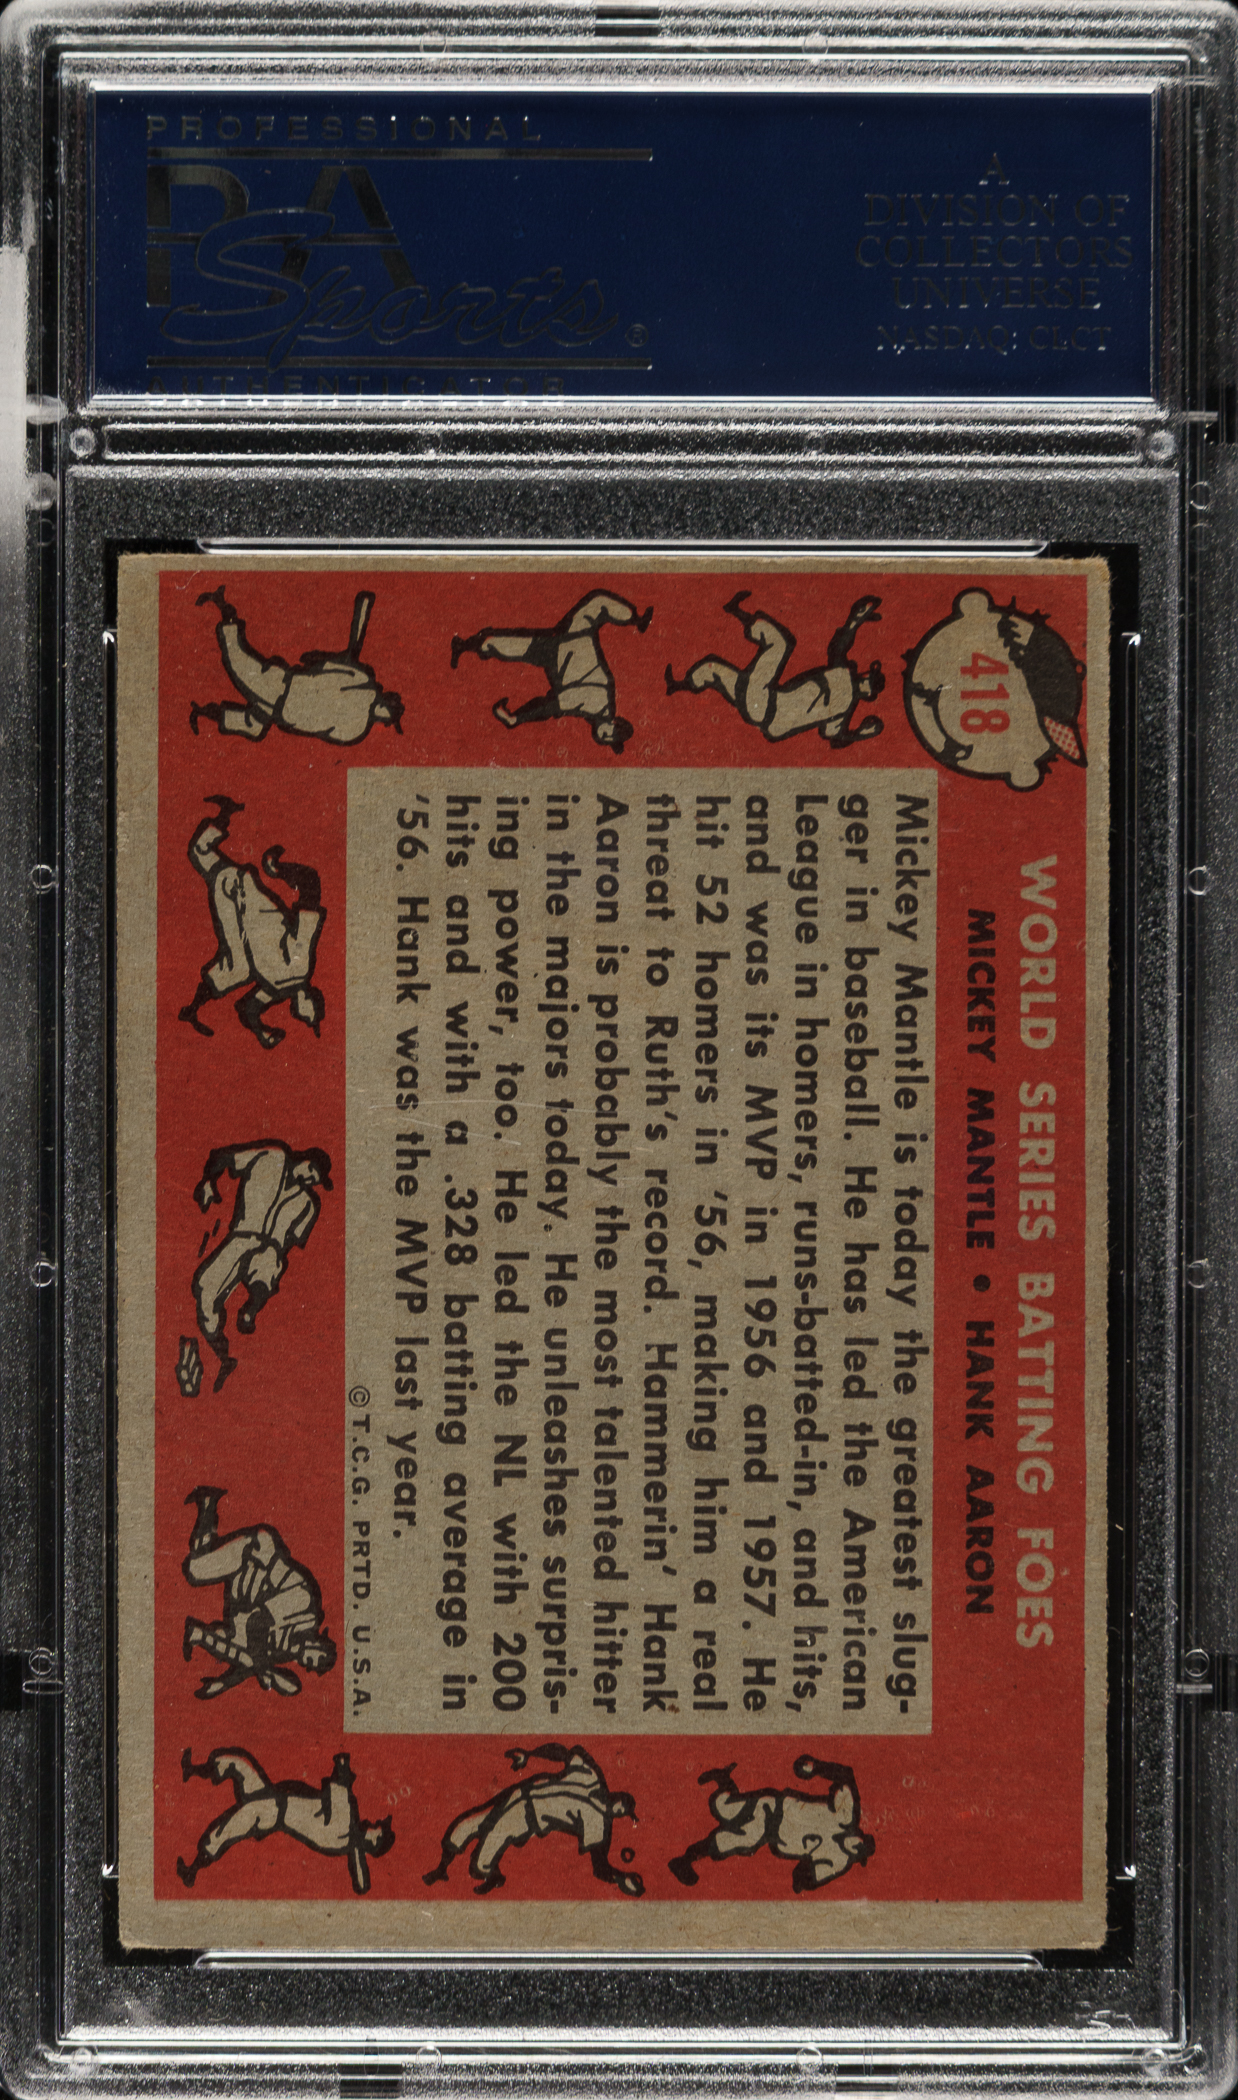 PROFESSIONAL
PSA
Sports®
AUTHENTICATOR
A
DIVISION OF
COLLECTORS
UNIVERSE
NASDAQ: CLCT
418
WORLD SERIES BATTING FOES
MICKEY MANTLE • HANK AARON
Mickey Mantle is today the greatest slug-
ger in baseball. He has led the American
League in homers, runs-batted-in, and hits,
and was its MVP in 1956 and 1957. He
hit 52 homers in '56, making him a real
threat to Ruth's record. Hammerin' Hank
Aaron is probably the most talented hitter
in the majors today. He unleashes surpris-
ing power, too. He led the NL with 200
hits and with a .328 batting average in
'56. Hank was the MVP last year.
©T.C.G. PRTD. U.S.A.